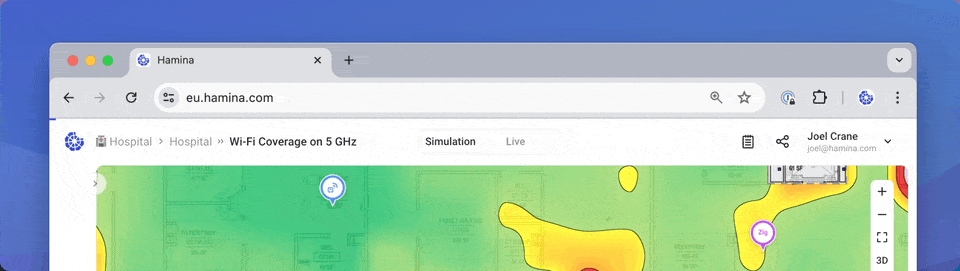 Hamina
eu.hamina.com
Hospital > Hospital » Wi-Fi Coverage on 5 GHz
Simulation
Live
Joel Crane
joel@hamina.com
Zig
3D